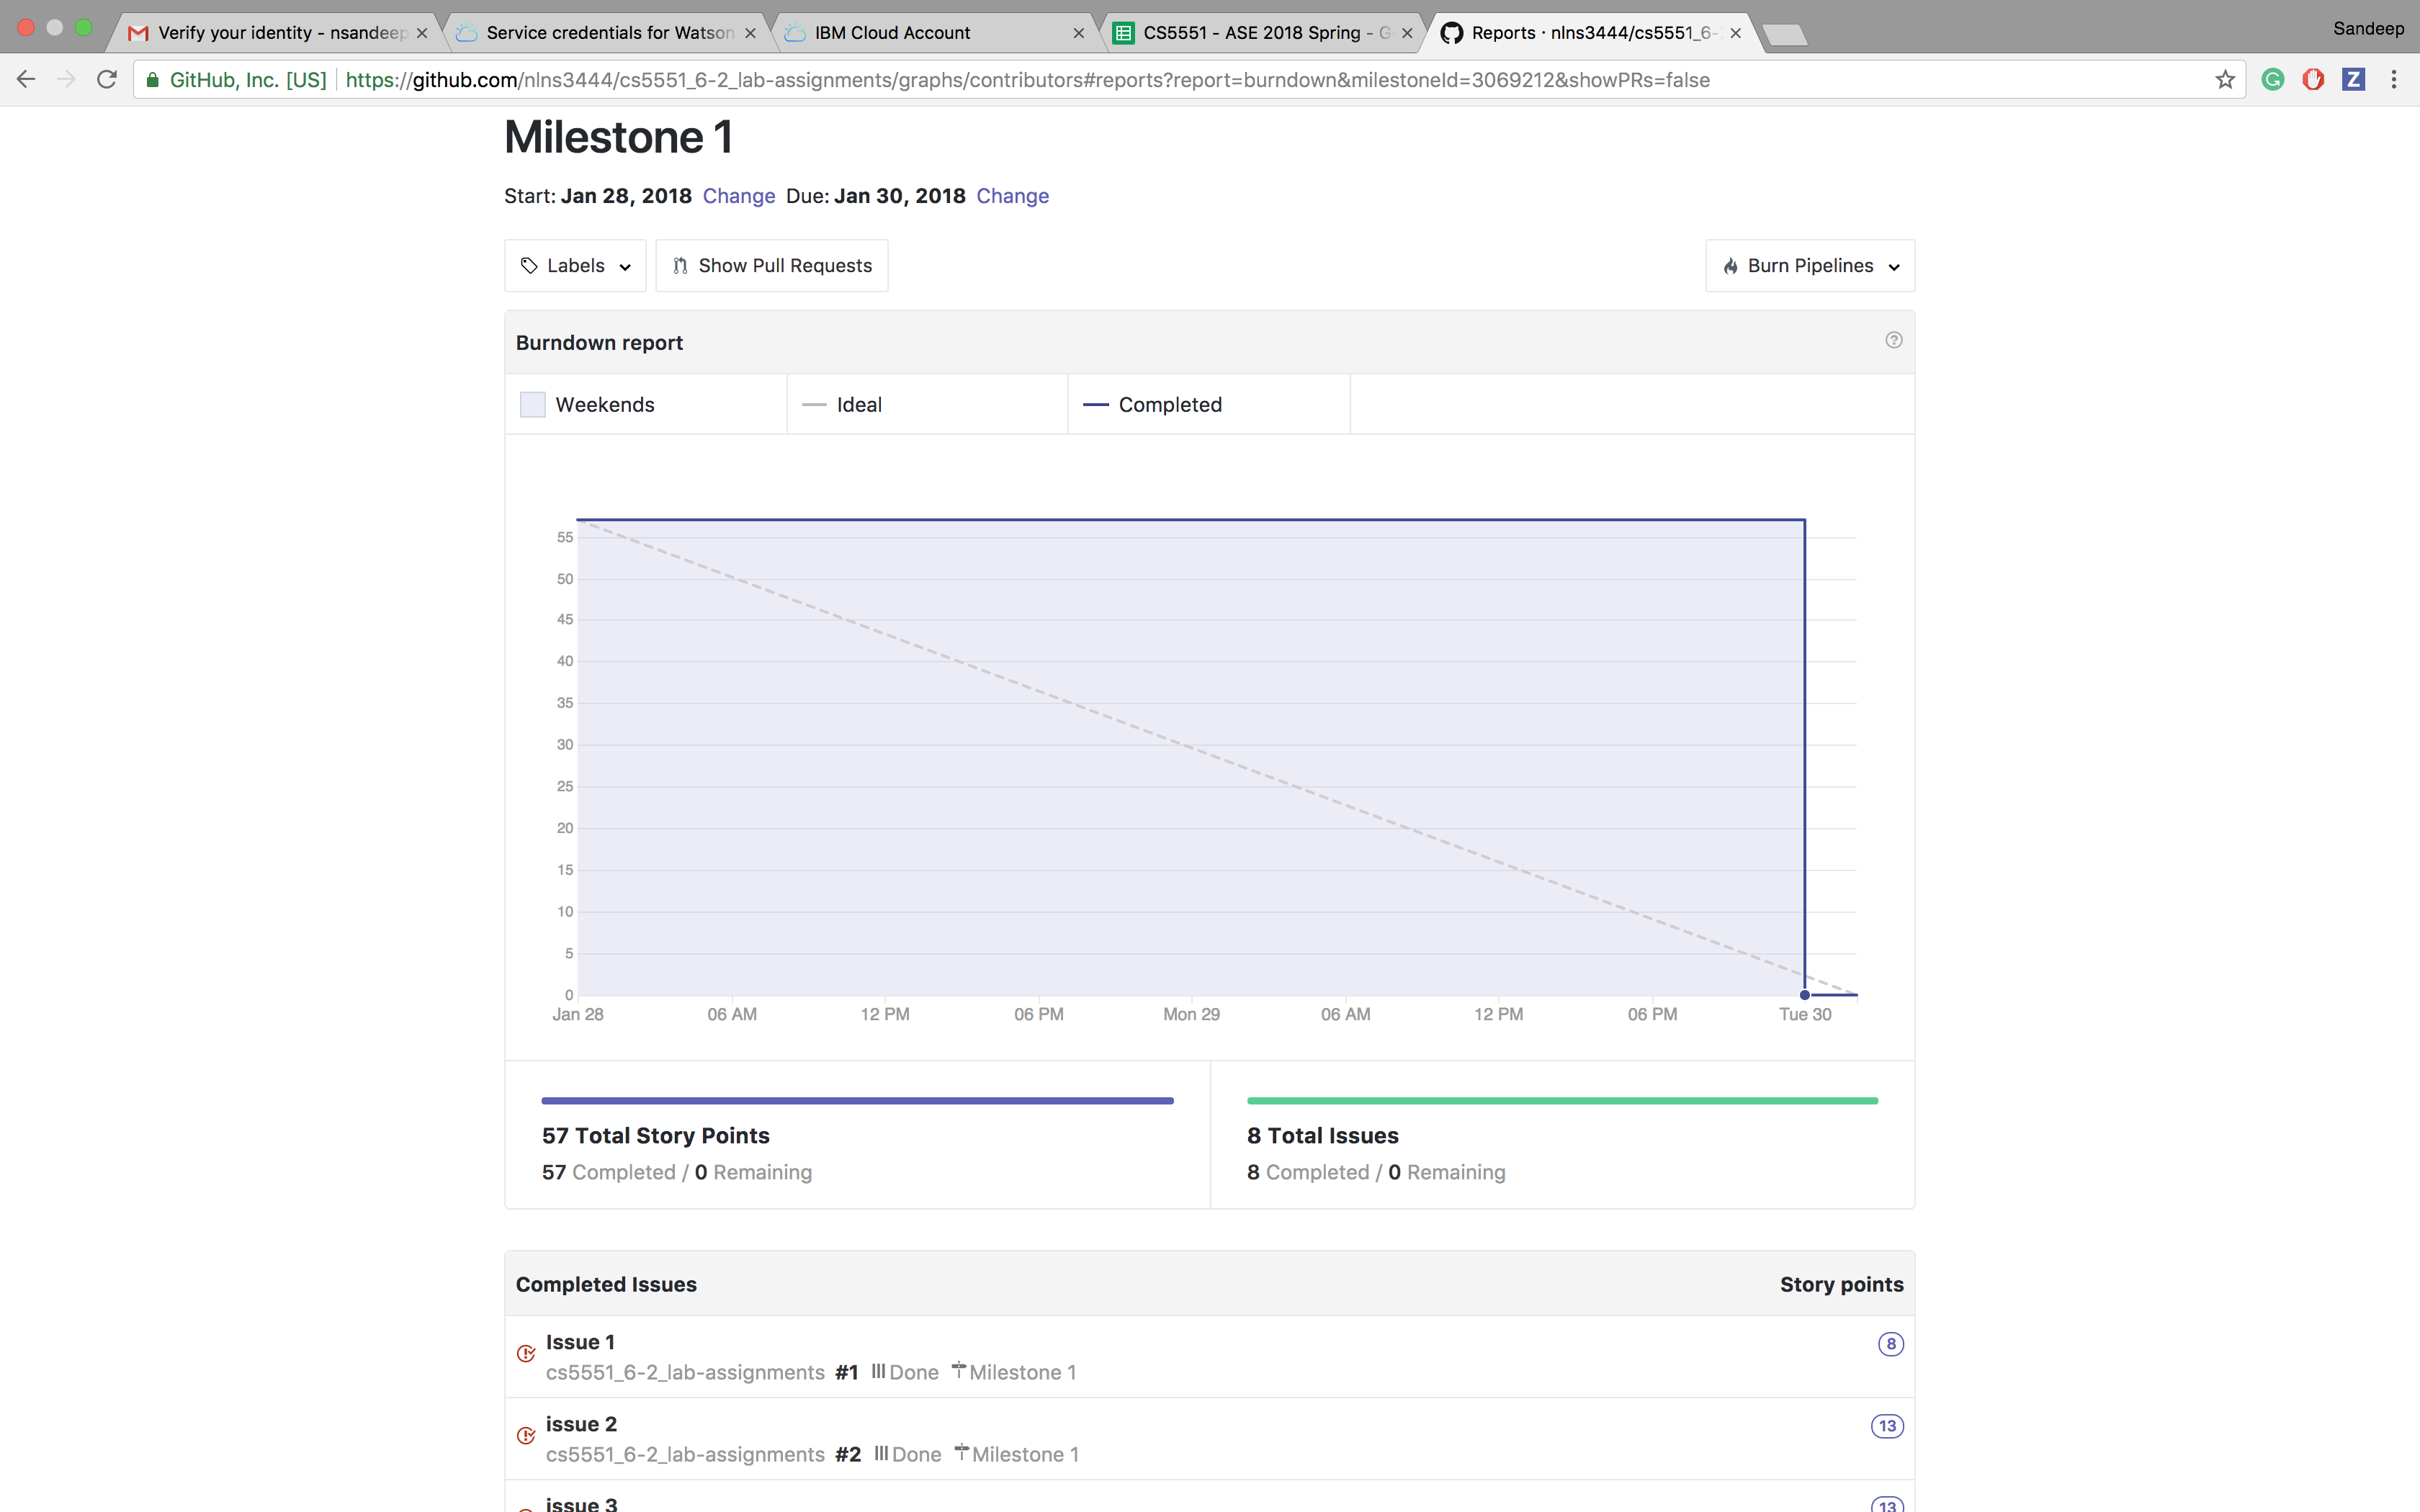 Verify your identity - nsandeep
Service credentials for Watson
IBM Cloud Account
CS5551 - ASE 2018 Spring - G
Reports · nlns3444/cs5551_6-
Sandeep
GitHub, Inc. [US] https://github.com/nlns3444/cs5551_6-2_lab-assignments/graphs/contributors#reports?report=burndown&milestoneId=3069212&showPRs=false
Milestone 1
Start: Jan 28, 2018 Change Due: Jan 30, 2018 Change
Labels Show Pull Requests Burn Pipelines
Burndown report
Weekends Ideal Completed
55
50
45
40
35
30
25
20
15
10
5
0
Jan 28 06 AM 12 PM 06 PM Mon 29 06 AM 12 PM 06 PM Tue 30
57 Total Story Points
57 Completed / 0 Remaining
8 Total Issues
8 Completed / 0 Remaining
Completed Issues Story points
Issue 1 8
cs5551_6-2_lab-assignments #1 Done Milestone 1
issue 2 13
cs5551_6-2_lab-assignments #2 Done Milestone 1
issue 3 13